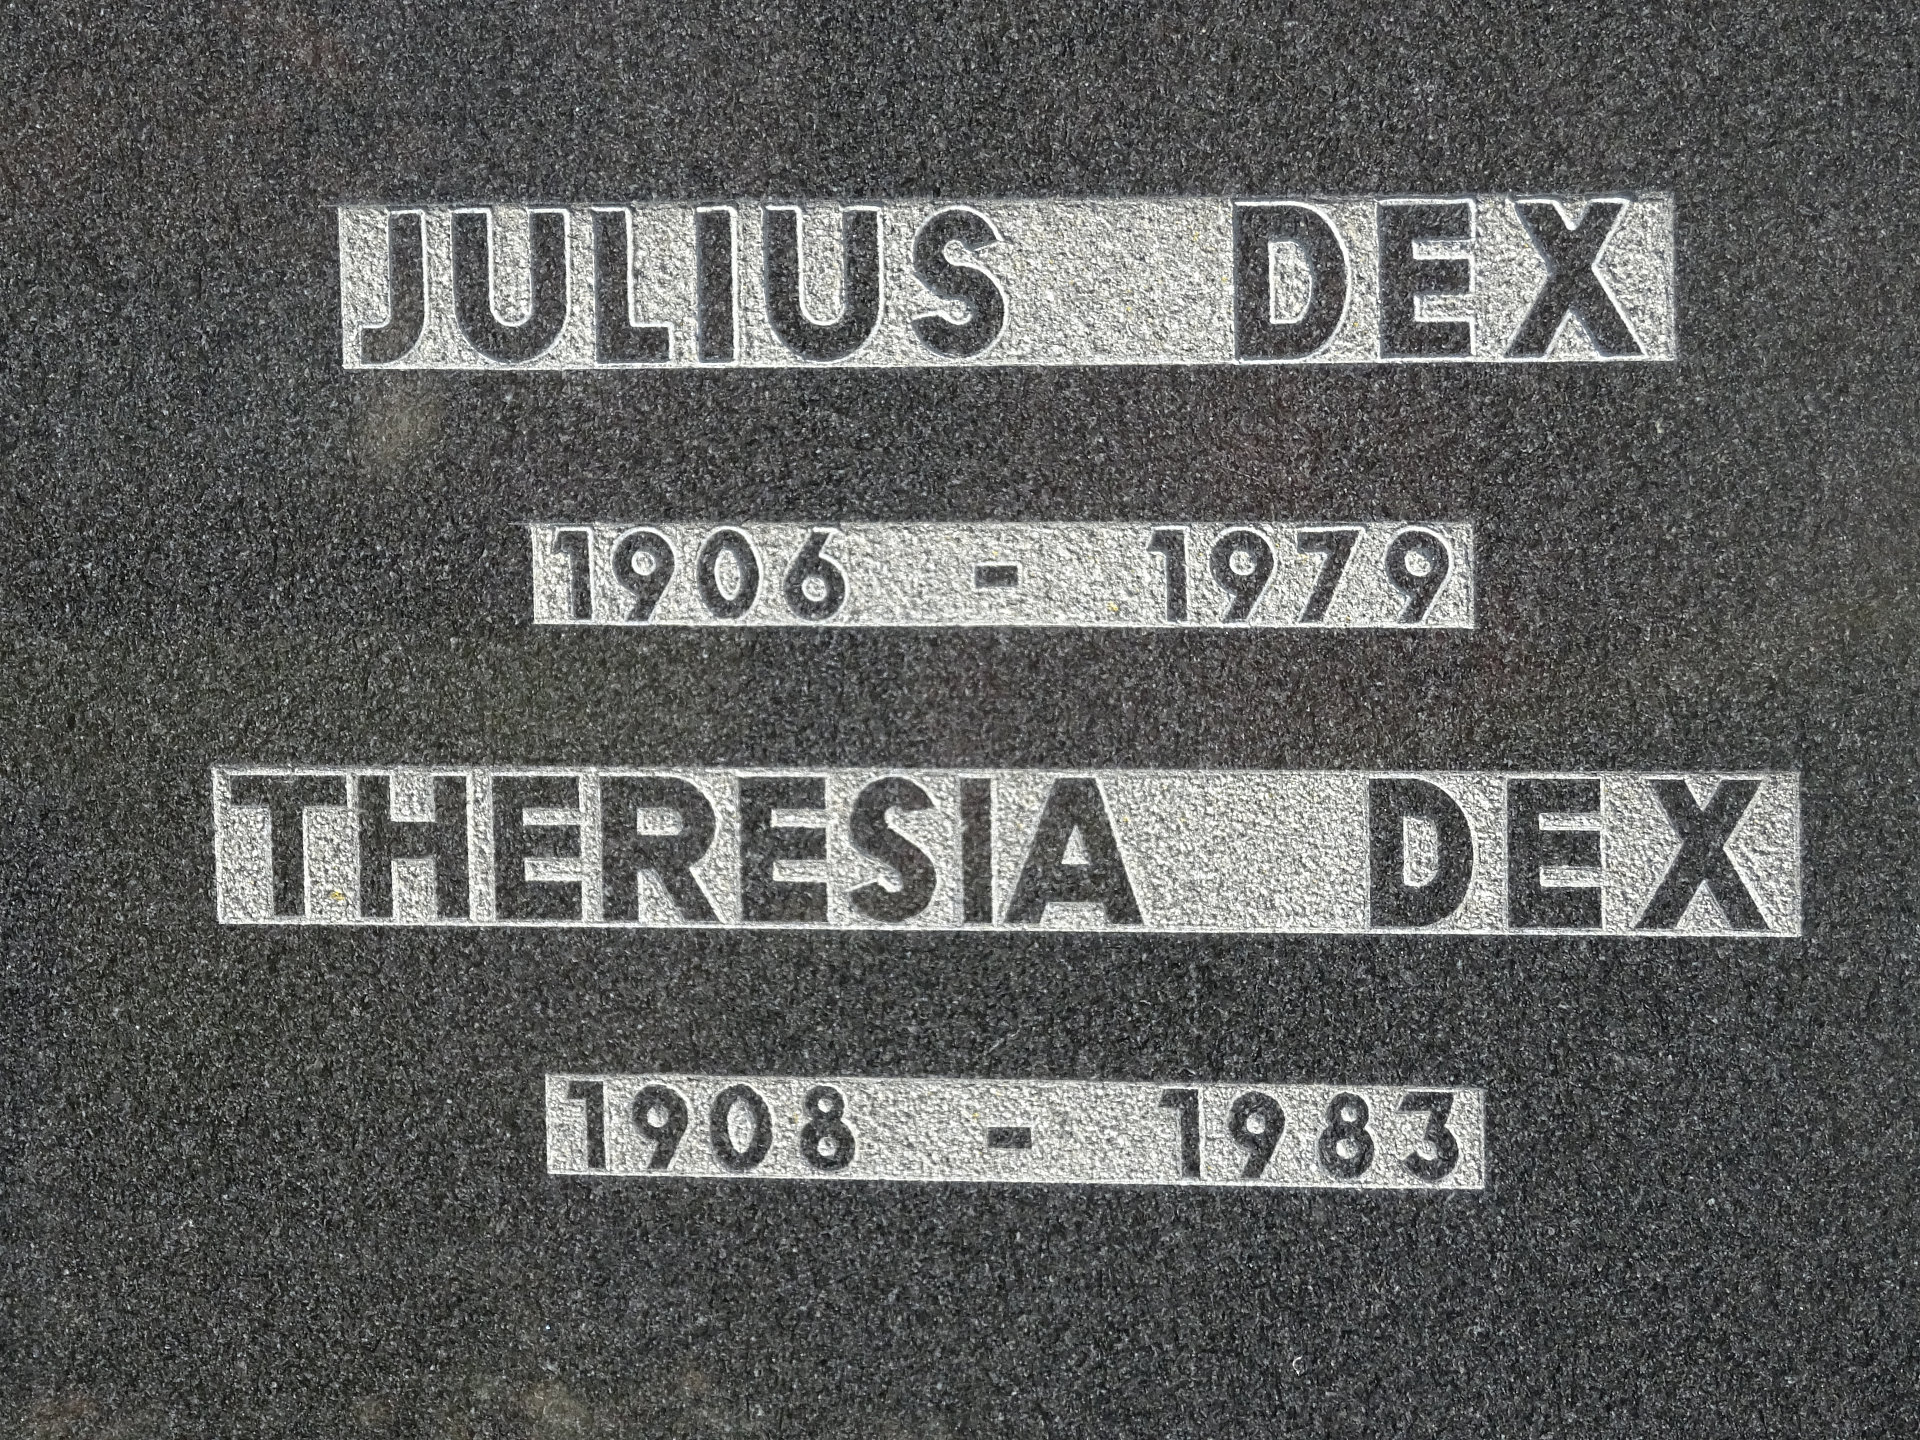 JULIUS DEX
1906 - 1979
THERESIA DEX
1908 - 1983